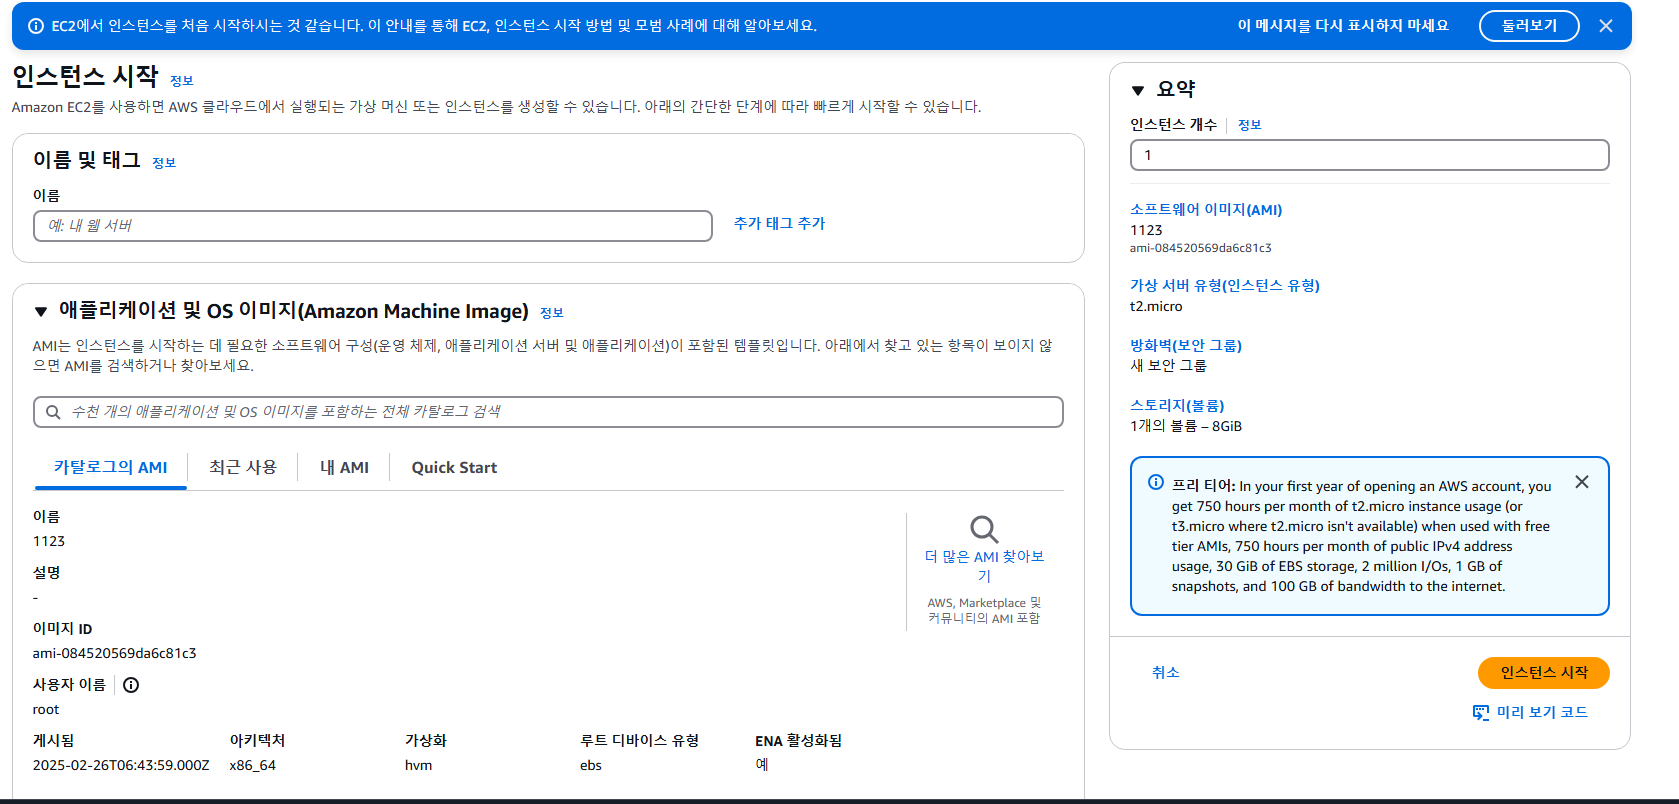 EC2에서 인스턴스를 처음 시작하시는 것 같습니다. 이 안내를 통해 EC2, 인스턴스 시작 방법 및 모범 사례에 대해 알아보세요.
이 메시지를 다시 표시하지 마세요
둘러보기
인스턴스 시작 정보
Amazon EC2를 사용하면 AWS 클라우드에서 실행되는 가상 머신 또는 인스턴스를 생성할 수 있습니다. 아래의 간단한 단계에 따라 빠르게 시작할 수 있습니다.
이름 및 태그 정보
이름
예: 내 웹 서버
추가 태그 추가
애플리케이션 및 OS 이미지(Amazon Machine Image) 정보
AMI는 인스턴스를 시작하는 데 필요한 소프트웨어 구성(운영 체제, 애플리케이션 서버 및 애플리케이션)이 포함된 템플릿입니다. 아래에서 찾고 있는 항목이 보이지 않
으면 AMI를 검색하거나 찾아보세요.
수천 개의 애플리케이션 및 OS 이미지를 포함하는 전체 카탈로그 검색
카탈로그의 AMI
최근 사용
내 AMI
Quick Start
이름
1123
설명
-
이미지 ID
ami-084520569da6c81c3
사용자 이름
root
게시됨 아키텍처 가상화 루트 디바이스 유형 ENA 활성화됨
2025-02-26T06:43:59.000Z x86_64 hvm ebs 예
더 많은 AMI 찾아보
기
AWS, Marketplace 및
커뮤니티의 AMI 포함
요약
인스턴스 개수 정보
1
소프트웨어 이미지(AMI)
1123
ami-084520569da6c81c3
가상 서버 유형(인스턴스 유형)
t2.micro
방화벽(보안 그룹)
새 보안 그룹
스토리지(볼륨)
1개의 볼륨 – 8GiB
프리 티어: In your first year of opening an AWS account, you
get 750 hours per month of t2.micro instance usage (or
t3.micro where t2.micro isn't available) when used with free
tier AMIs, 750 hours per month of public IPv4 address
usage, 30 GiB of EBS storage, 2 million I/Os, 1 GB of
snapshots, and 100 GB of bandwidth to the internet.
취소
인스턴스 시작
미리 보기 코드